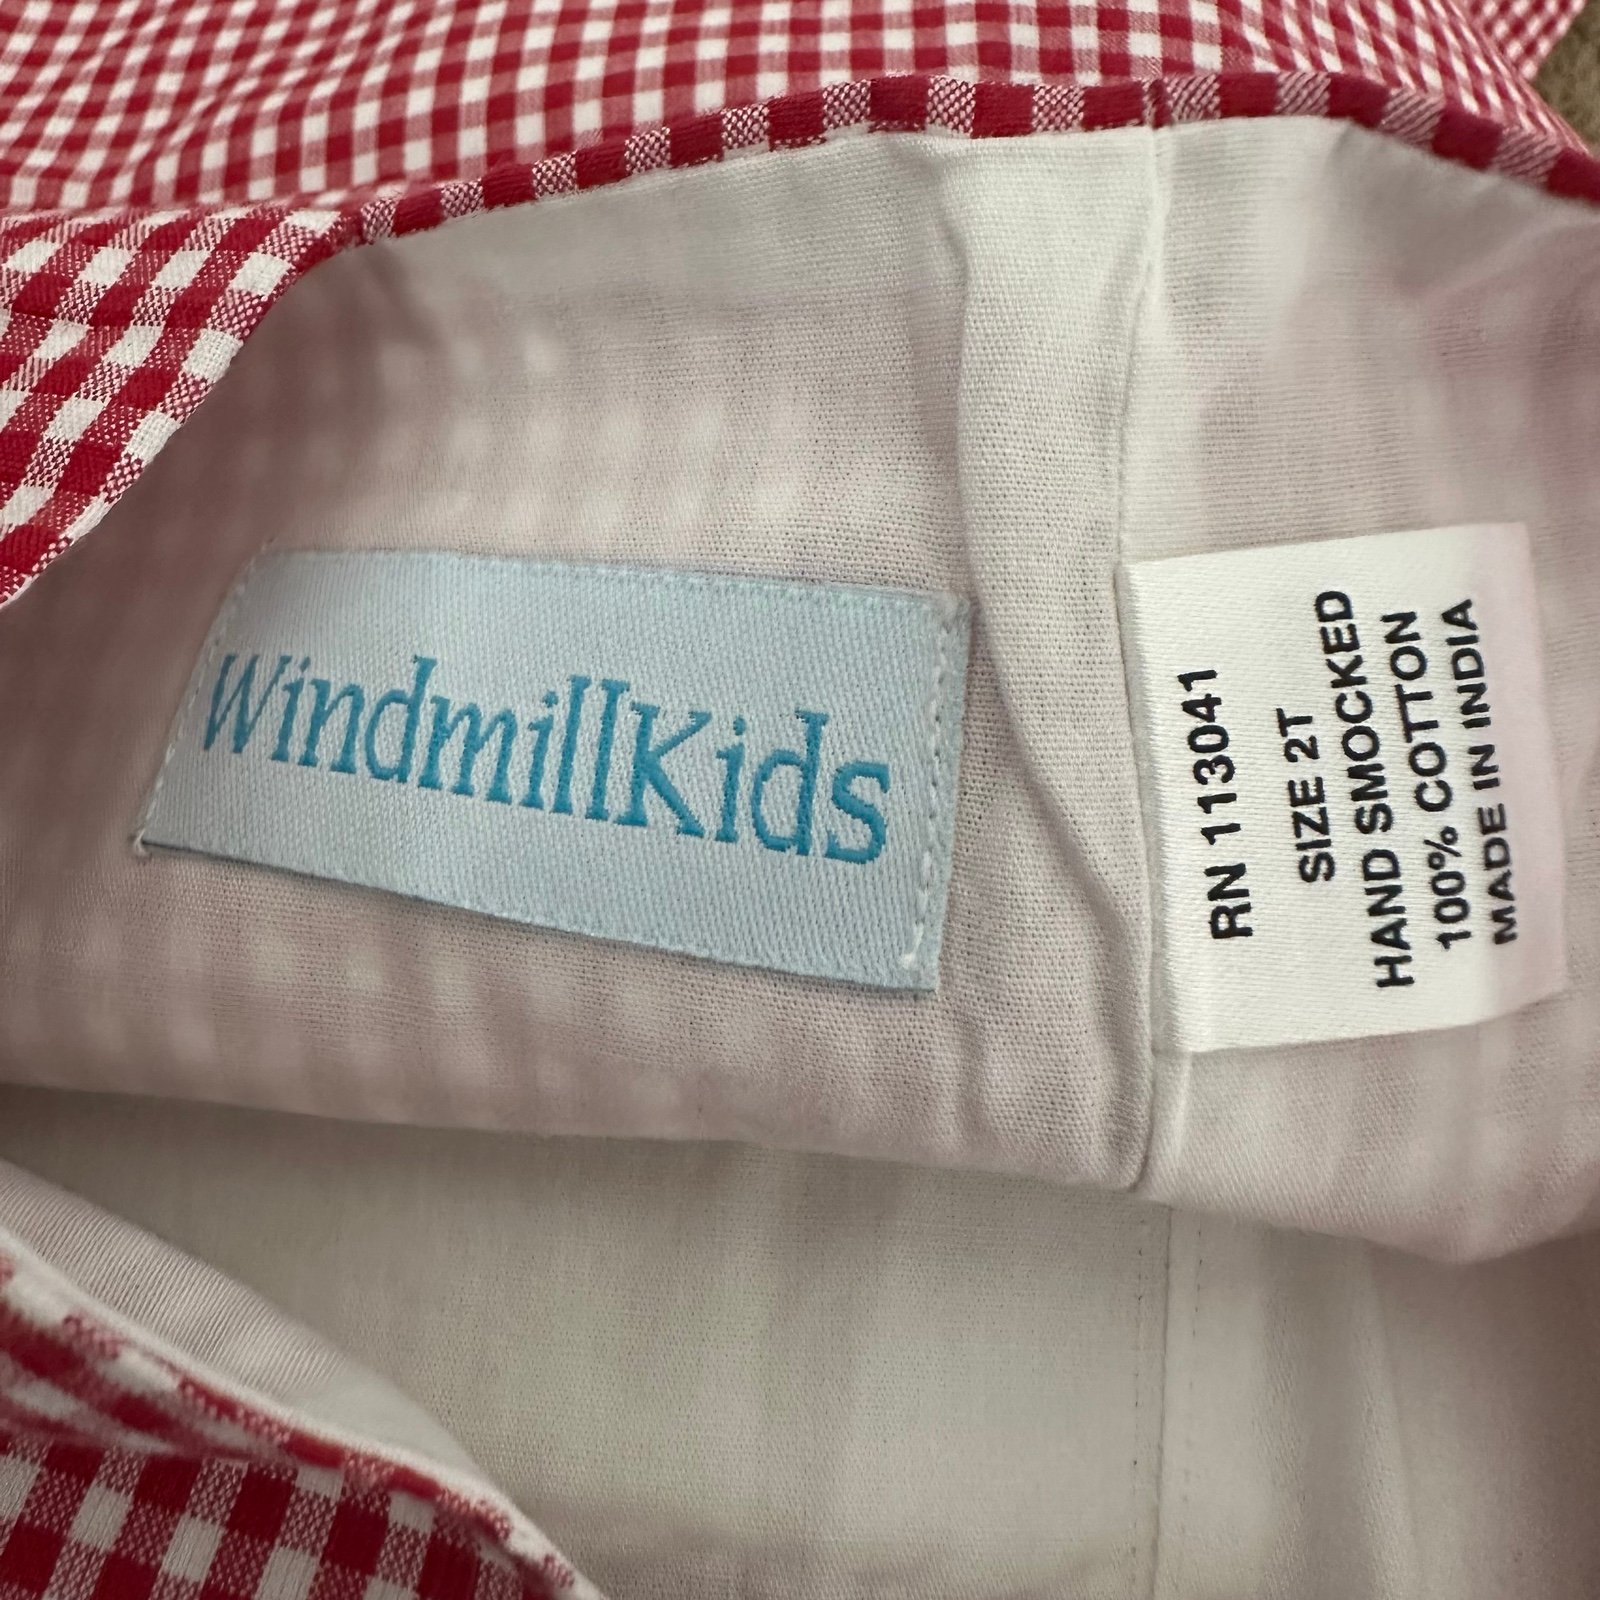 WindmillKids
RN 113041
SIZE 2T
HAND SMOCKED
100% COTTON
MADE IN INDIA